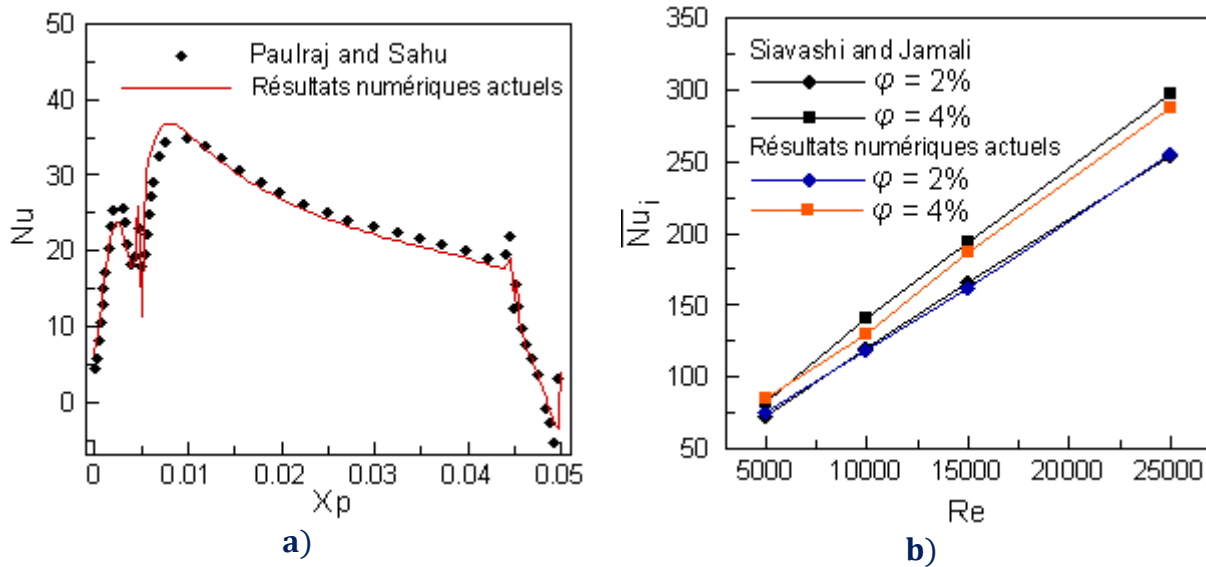 a)
50
40
30
20
10
0
Nu
0
0.01
0.02
0.03
0.04
0.05
Xp
Paulraj and Sahu
Résultats numériques actuels
a)
350
300
250
200
150
100
50
Nu i
5000
10000
15000
20000
25000
Re
Siavashi and Jamali
φ = 2%
φ = 4%
Résultats numériques actuels
φ = 2%
φ = 4%
b)